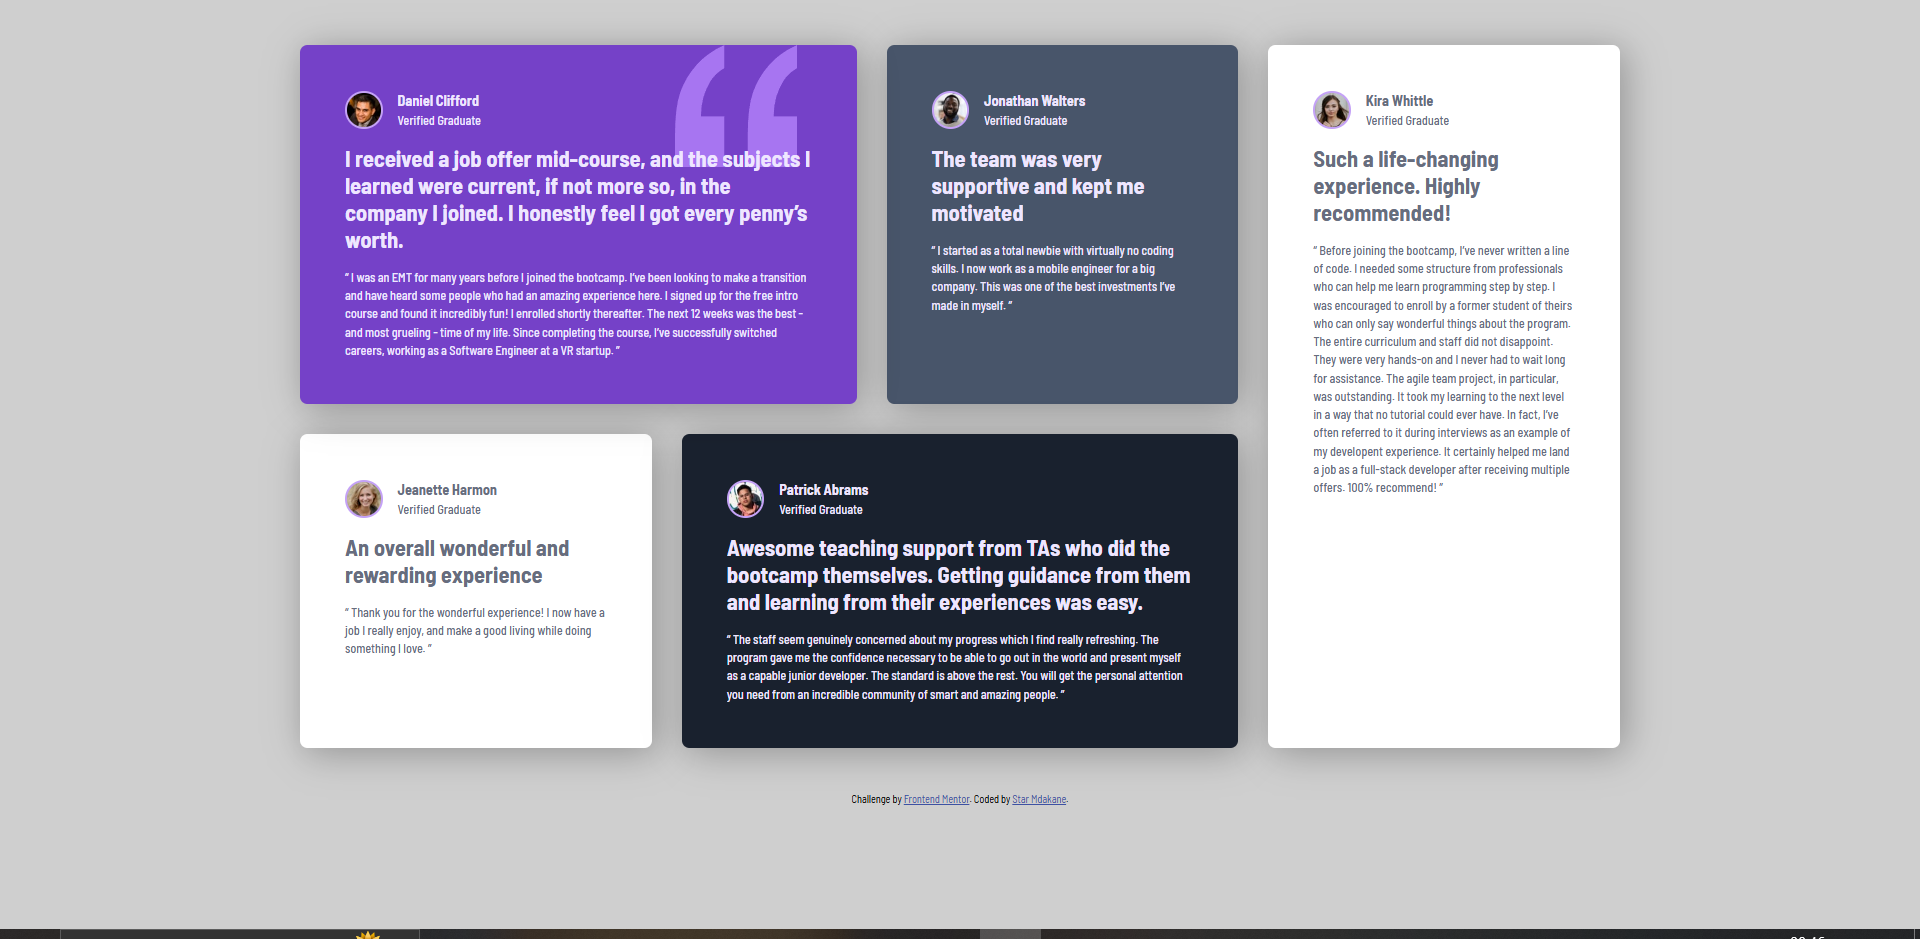 Daniel Clifford
Verified Graduate
I received a job offer mid-course, and the subjects I
learned were current, if not more so, in the
company I joined. I honestly feel I got every penny’s
worth.
“ I was an EMT for many years before I joined the bootcamp. I’ve been looking to make a transition
and have heard some people who had an amazing experience here. I signed up for the free intro
course and found it incredibly fun! I enrolled shortly thereafter. The next 12 weeks was the best -
and most grueling - time of my life. Since completing the course, I’ve successfully switched
careers, working as a Software Engineer at a VR startup. ”
Jonathan Walters
Verified Graduate
The team was very
supportive and kept me
motivated
“ I started as a total newbie with virtually no coding
skills. I now work as a mobile engineer for a big
company. This was one of the best investments I’ve
made in myself. ”
Kira Whittle
Verified Graduate
Such a life-changing
experience. Highly
recommended!
“ Before joining the bootcamp, I’ve never written a line
of code. I needed some structure from professionals
who can help me learn programming step by step. I
was encouraged to enroll by a former student of theirs
who can only say wonderful things about the program.
The entire curriculum and staff did not disappoint.
They were very hands-on and I never had to wait long
for assistance. The agile team project, in particular,
was outstanding. It took my learning to the next level
in a way that no tutorial could ever have. In fact, I’ve
often referred to it during interviews as an example of
my developent experience. It certainly helped me land
a job as a full-stack developer after receiving multiple
offers. 100% recommend! ”
Jeanette Harmon
Verified Graduate
An overall wonderful and
rewarding experience
“ Thank you for the wonderful experience! I now have a
job I really enjoy, and make a good living while doing
something I love. ”
Patrick Abrams
Verified Graduate
Awesome teaching support from TAs who did the
bootcamp themselves. Getting guidance from them
and learning from their experiences was easy.
“ The staff seem genuinely concerned about my progress which I find really refreshing. The
program gave me the confidence necessary to be able to go out in the world and present myself
as a capable junior developer. The standard is above the rest. You will get the personal attention
you need from an incredible community of smart and amazing people. ”
Challenge by Frontend Mentor. Coded by Star Mdakane.